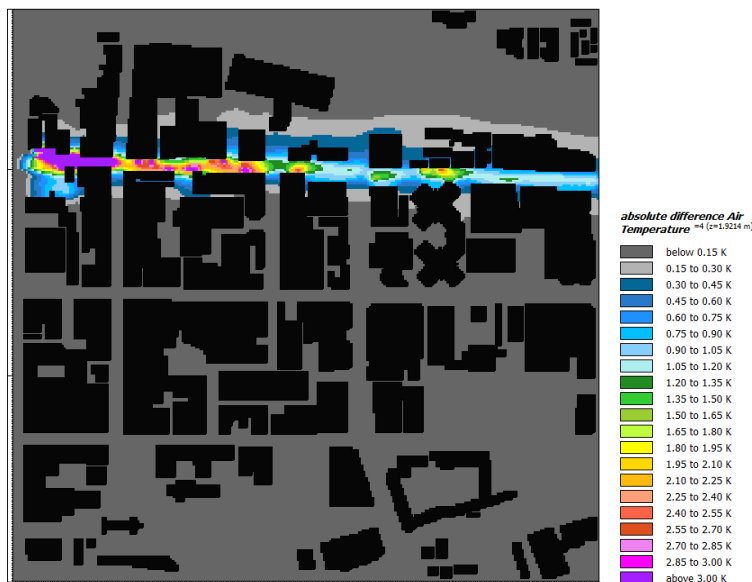 absolute difference Air
Temperature =4 (z=1.9214 m)
below 0.15 K
0.15 to 0.30 K
0.30 to 0.45 K
0.45 to 0.60 K
0.60 to 0.75 K
0.75 to 0.90 K
0.90 to 1.05 K
1.05 to 1.20 K
1.20 to 1.35 K
1.35 to 1.50 K
1.50 to 1.65 K
1.65 to 1.80 K
1.80 to 1.95 K
1.95 to 2.10 K
2.10 to 2.25 K
2.25 to 2.40 K
2.40 to 2.55 K
2.55 to 2.70 K
2.70 to 2.85 K
2.85 to 3.00 K
above 3.00 K